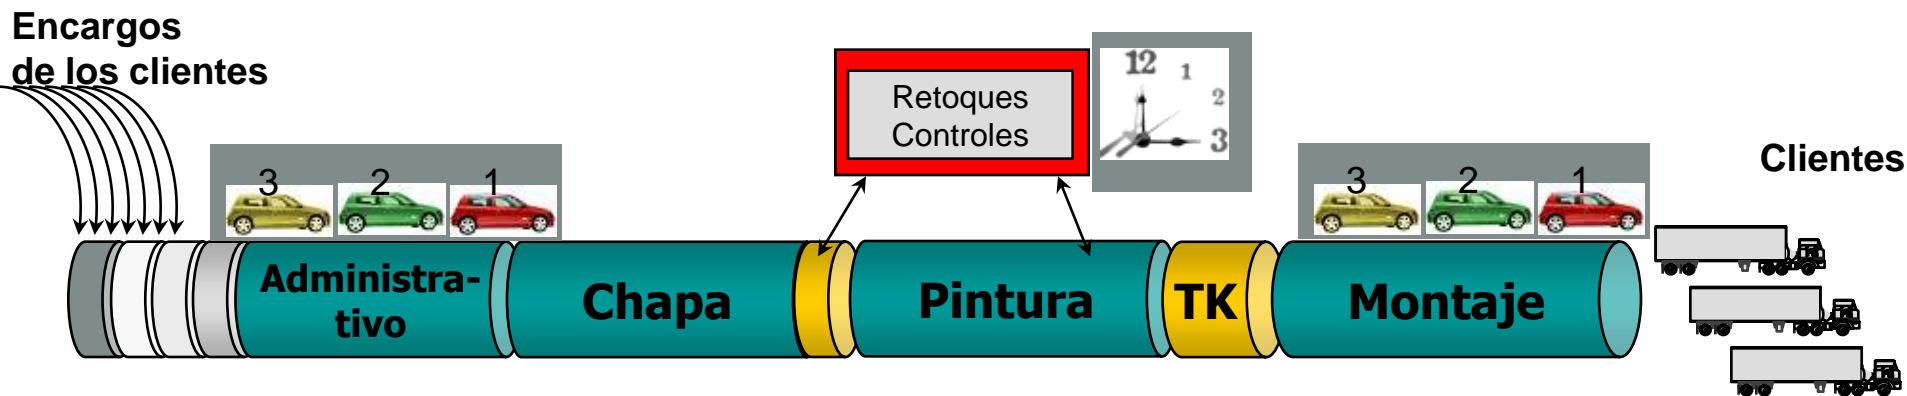 Encargos
de los clientes
3 2 1
Retoques
Controles
12
1
2
3
3 2 1
Clientes
Administra-
tivo
Chapa
Pintura
TK
Montaje